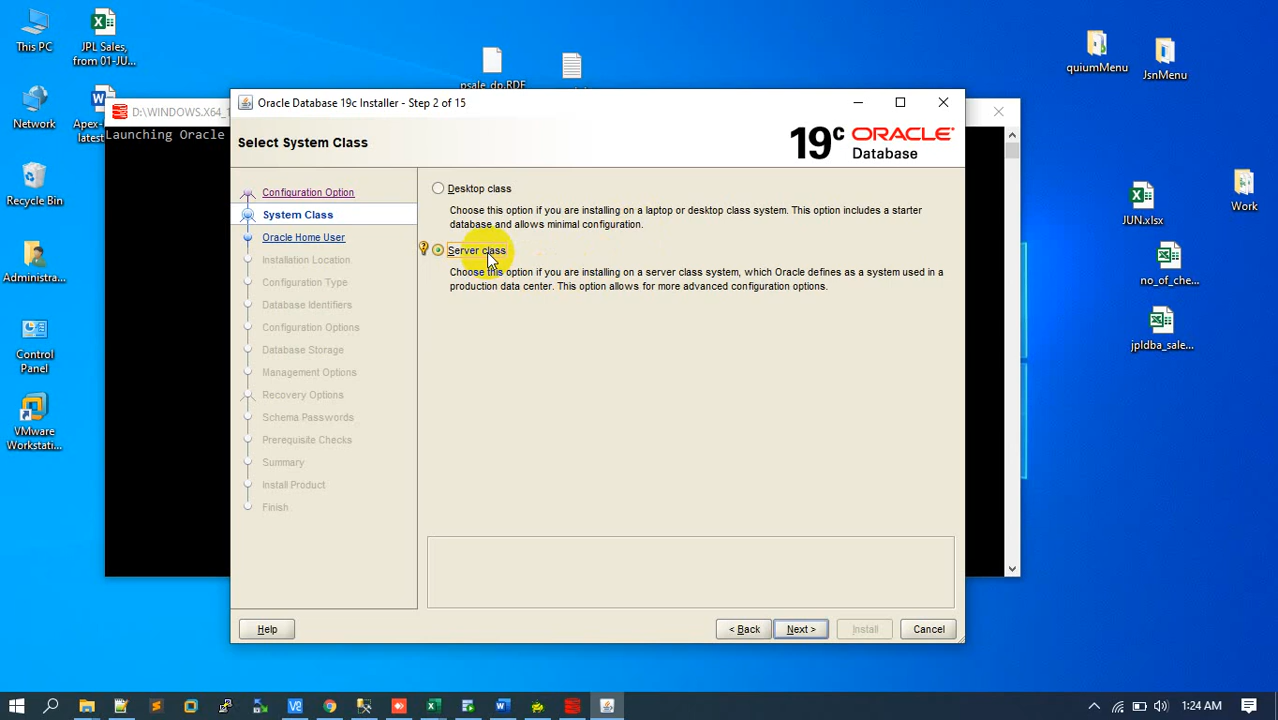 This PC
JPL Sales,
from 01-JU...
Network
Apex-
latest
Recycle Bin
Administra...
Control
Panel
VMware
Workstati...
psale_dp.RDF
quiumMenu
JsnMenu
JUN.xlsx
Work
no_of_che...
jpldba_sale...
D:\WINDOWS.X64_1
Launching Oracle
Oracle Database 19c Installer - Step 2 of 15
Select System Class
19c ORACLE
Database
Configuration Option
System Class
Oracle Home User
Installation Location
Configuration Type
Database Identifiers
Configuration Options
Database Storage
Management Options
Recovery Options
Schema Passwords
Prerequisite Checks
Summary
Install Product
Finish
Desktop class
Choose this option if you are installing on a laptop or desktop class system. This option includes a starter
database and allows minimal configuration.
Server class
Choose this option if you are installing on a server class system, which Oracle defines as a system used in a
production data center. This option allows for more advanced configuration options.
Help
< Back
Next >
Install
Cancel
1:24 AM